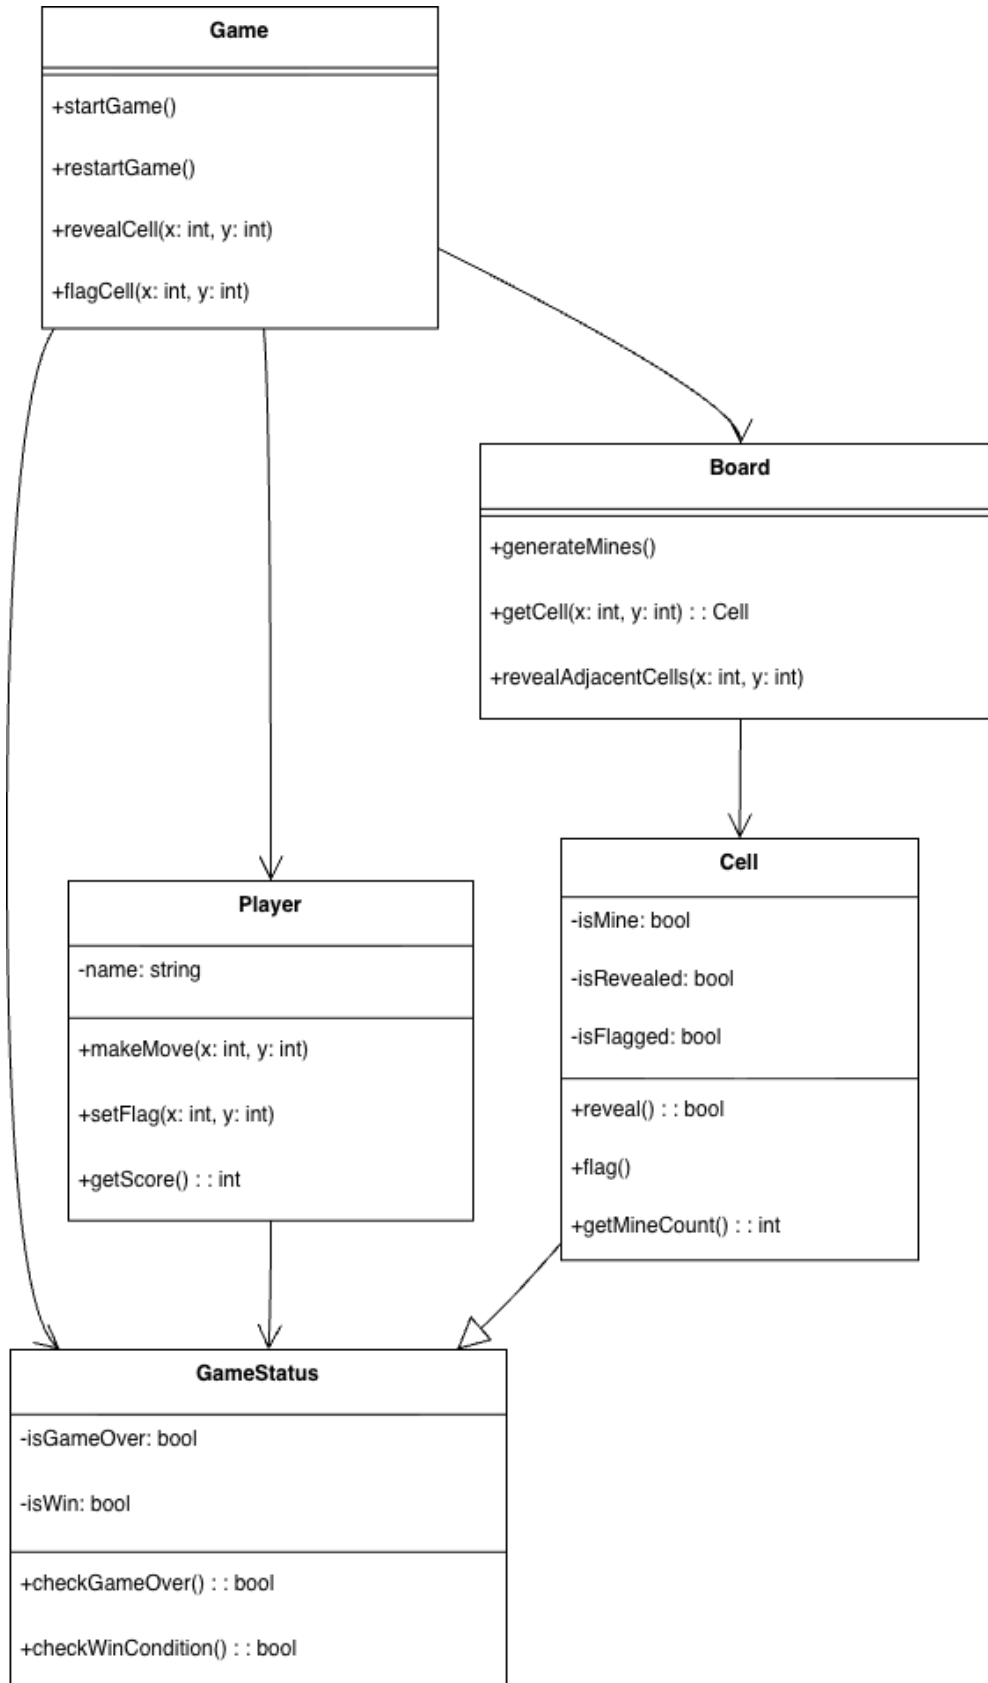 Game
+startGame()
+restartGame()
+revealCell(x: int, y: int)
+flagCell(x: int, y: int)
Board
+generateMines()
+getCell(x: int, y: int) : : Cell
+revealAdjacentCells(x: int, y: int)
Player
-name: string
+makeMove(x: int, y: int)
+setFlag(x: int, y: int)
+getScore() : : int
Cell
-isMine: bool
-isRevealed: bool
-isFlagged: bool
+reveal() : : bool
+flag()
+getMineCount() : : int
GameStatus
-isGameOver: bool
-isWin: bool
+checkGameOver() : : bool
+checkWinCondition() : : bool